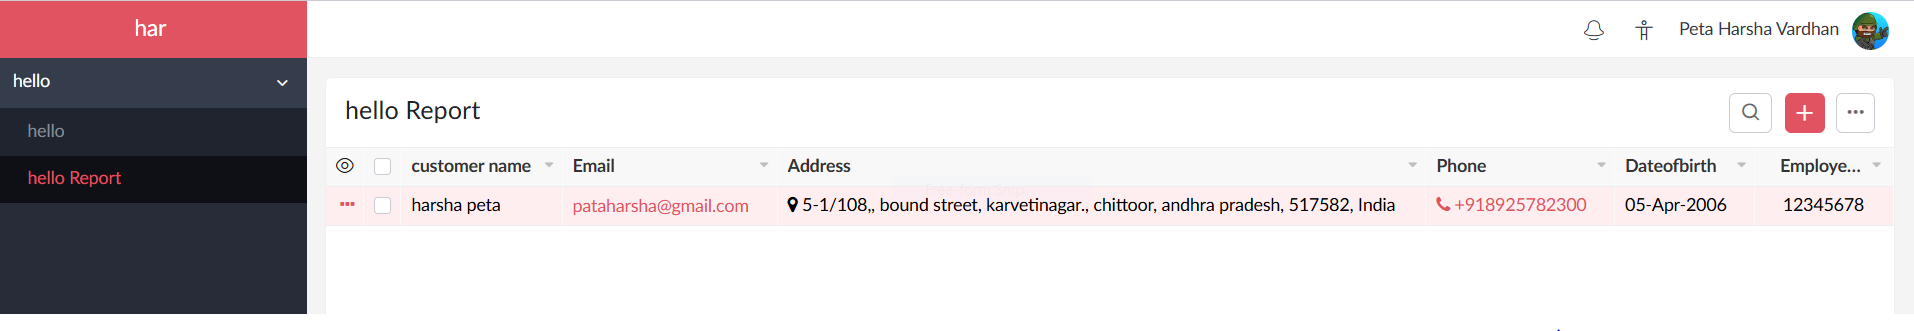 har
Peta Harsha Vardhan
hello
hello
hello Report
hello Report
customer name Email Address Phone Dateofbirth Employe...
harsha peta pataharsha@gmail.com 5-1/108,, bound street, karvetinagar., chittoor, andhra pradesh, 517582, India +918925782300 05-Apr-2006 12345678